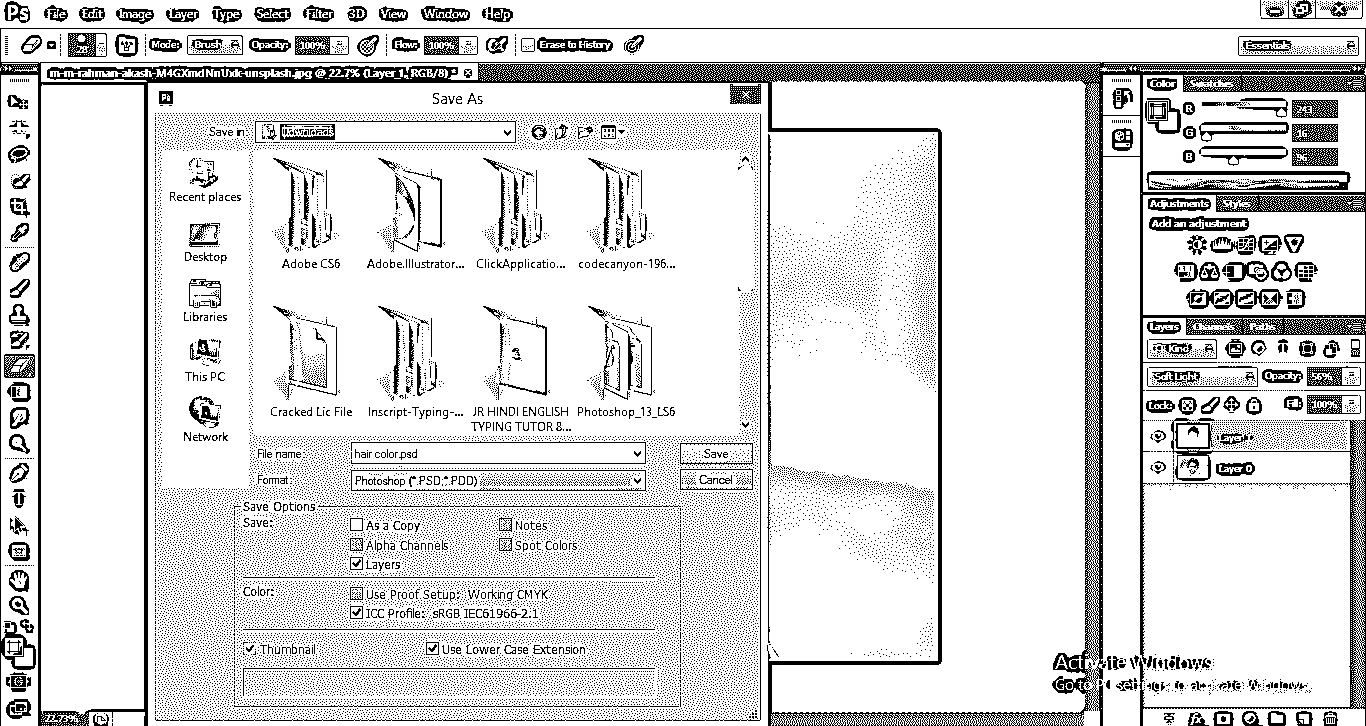 Ps File Edit Image Layer Type Select Filter 3D View Window Help
Mode: Brush Opacity: 100% Flow: 100% Erase to History Essentials
m-m-rahman-akash-M4GXmdNnUxk-unsplash.jpg @ 22.7% (Layer 1, RGB/8) *
Save As
Save in: Downloads
Recent places
Desktop
Libraries
This PC
Network
Adobe CS6 Adobe.Illustrator... ClickApplicatio... codecanyon-196...
Cracked Lic File Inscript-Typing-... JR HINDI ENGLISH TYPING TUTOR 8... Photoshop_13_LS6
File name: hair color.psd Save
Format: Photoshop (*.PSD;*.PDD) Cancel
Save Options
Save: As a Copy Notes
Alpha Channels Spot Colors
Layers
Color: Use Proof Setup: Working CMYK
ICC Profile: sRGB IEC61966-2.1
Thumbnail Use Lower Case Extension
Color Swatches
R
G
B
Adjustments Styles
Add an adjustment
Layers Channels Paths
Kind
Soft Light Opacity:
Lock: Fill: 100%
Layer 1
Layer 0
Activate Windows
Go to PC settings to activate Windows.